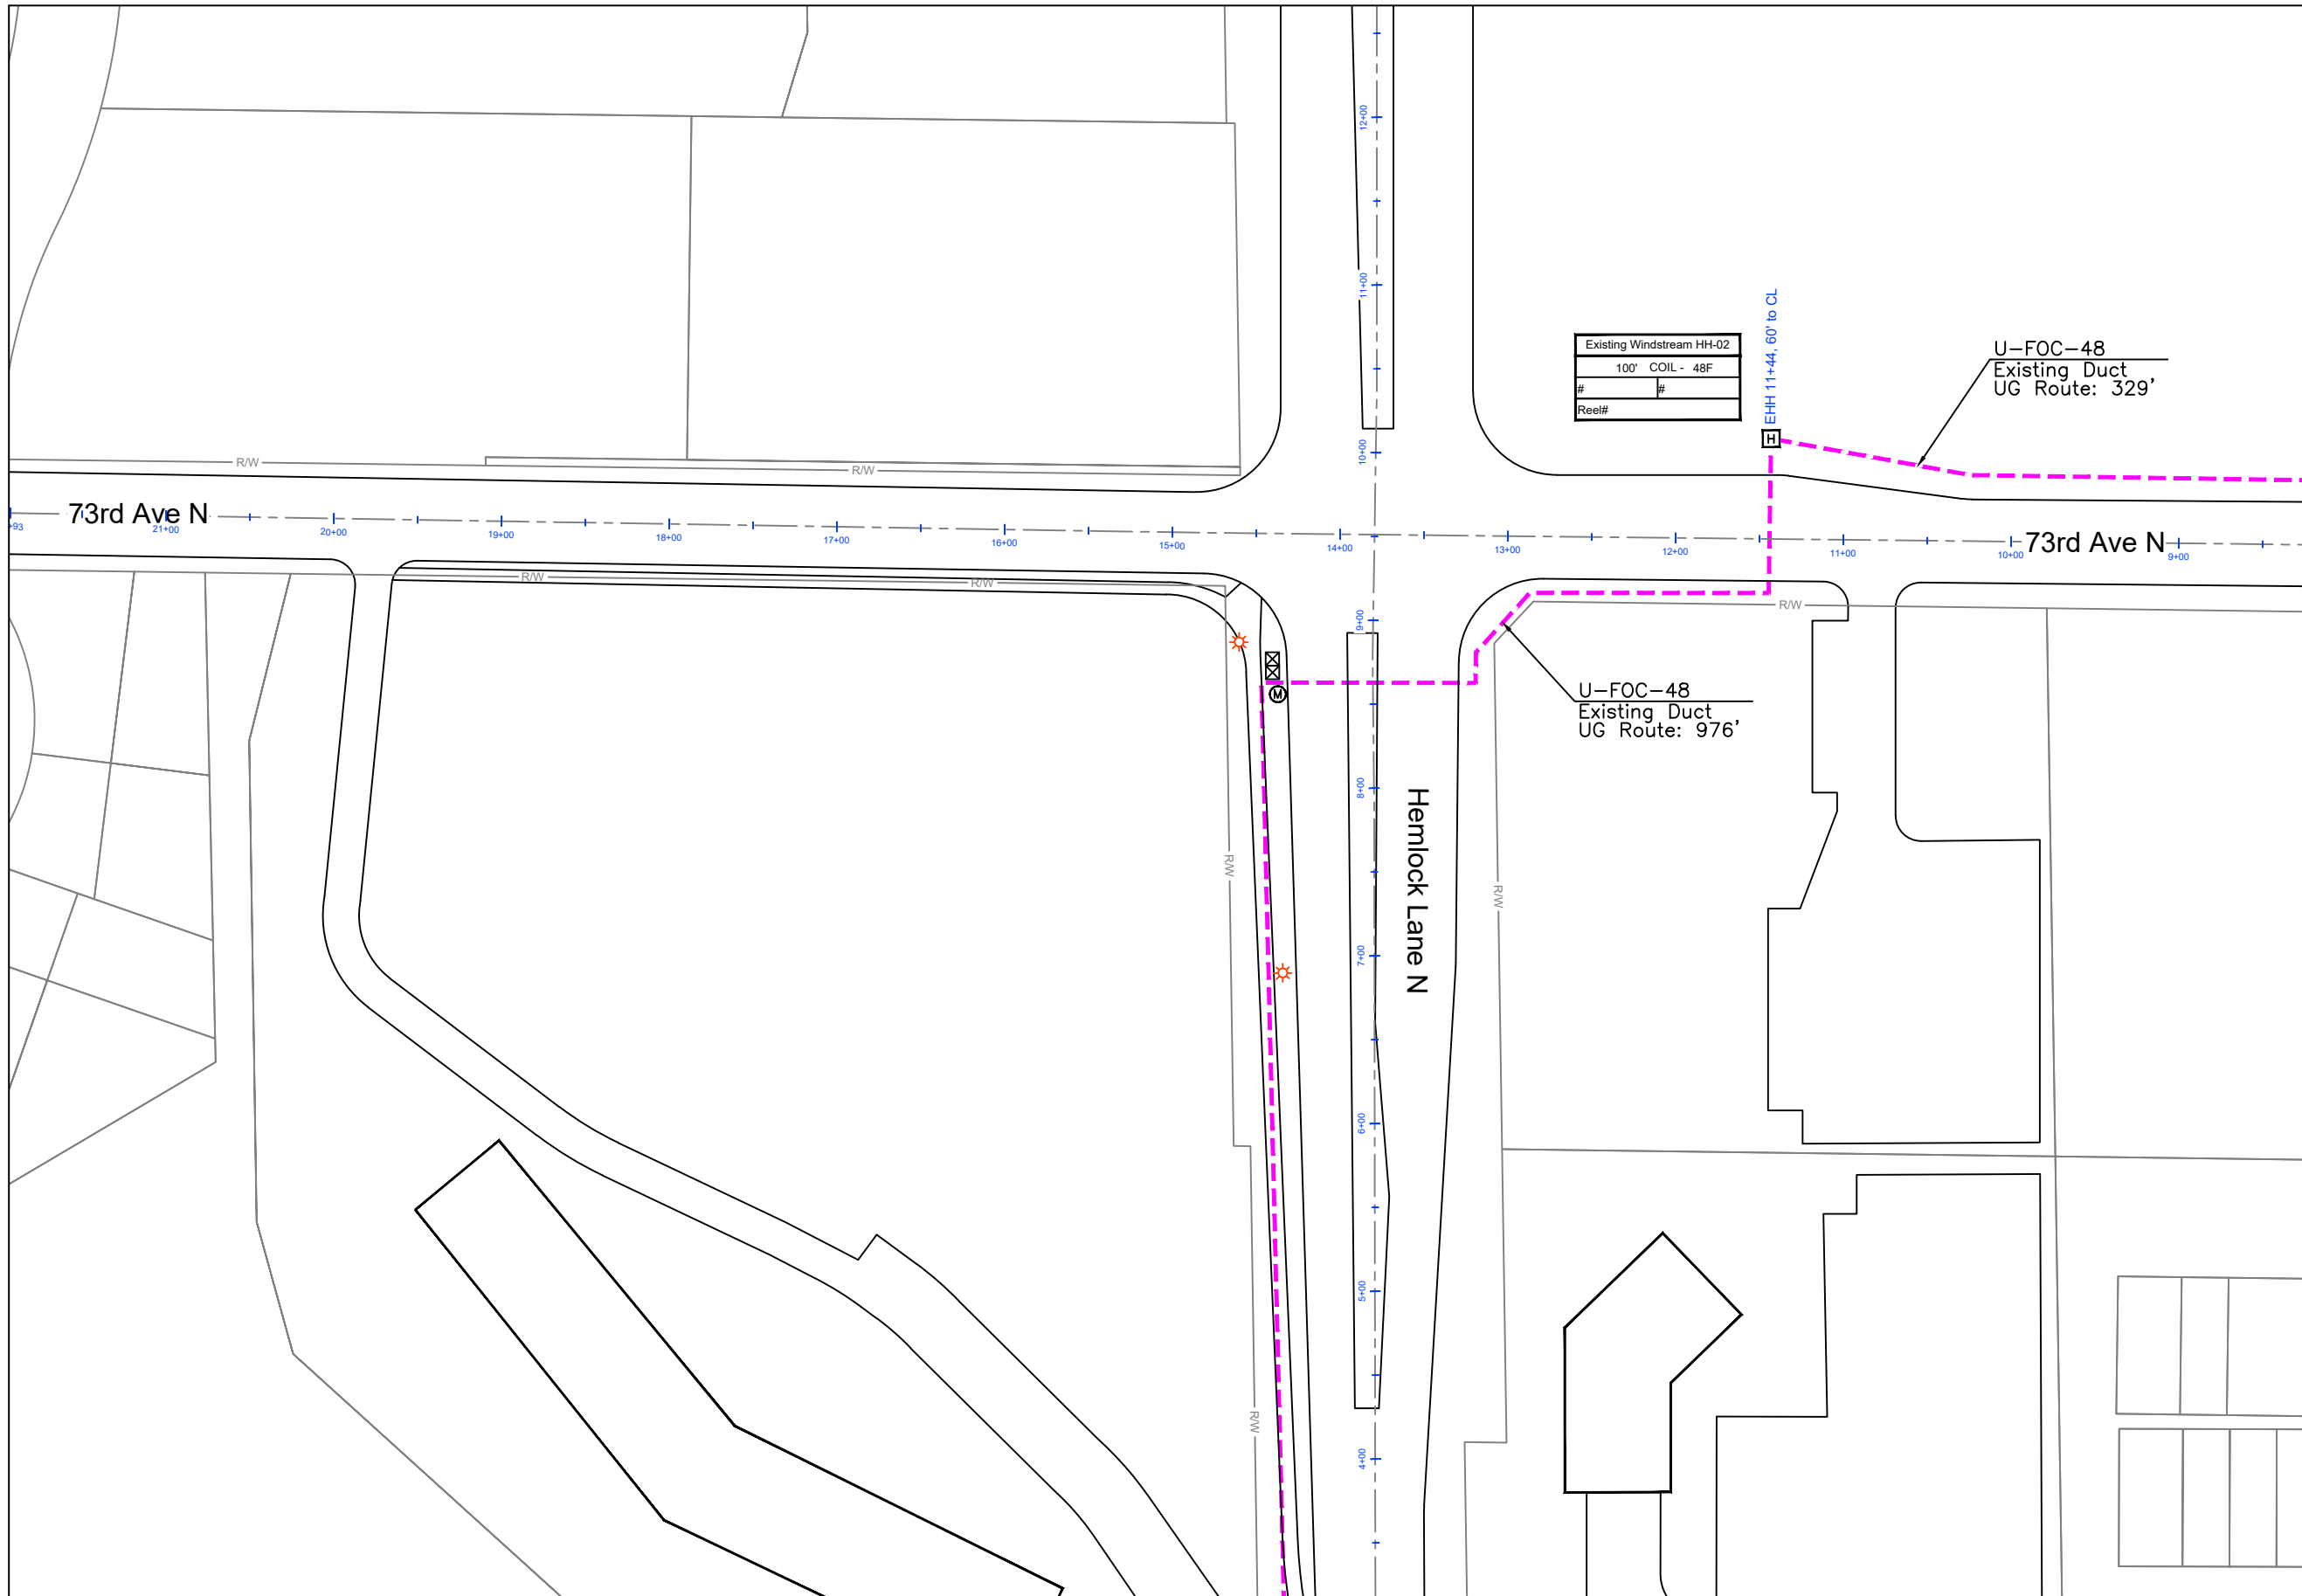 12+00
11+00
EHH 11+44, 60' to CL
Existing Windstream HH-02
100' COIL - 48F
# #
Reel#
U-FOC-48
Existing Duct
UG Route: 329'
H
10+00
R/W
R/W
73rd Ave N
+93
21+00
20+00
19+00
18+00
17+00
16+00
15+00
14+00
13+00
12+00
11+00
10+00
73rd Ave N
9+00
R/W
R/W
R/W
9+00
M
U-FOC-48
Existing Duct
UG Route: 976'
8+00
Hemlock Lane N
R/W
R/W
7+00
6+00
5+00
R/W
4+00